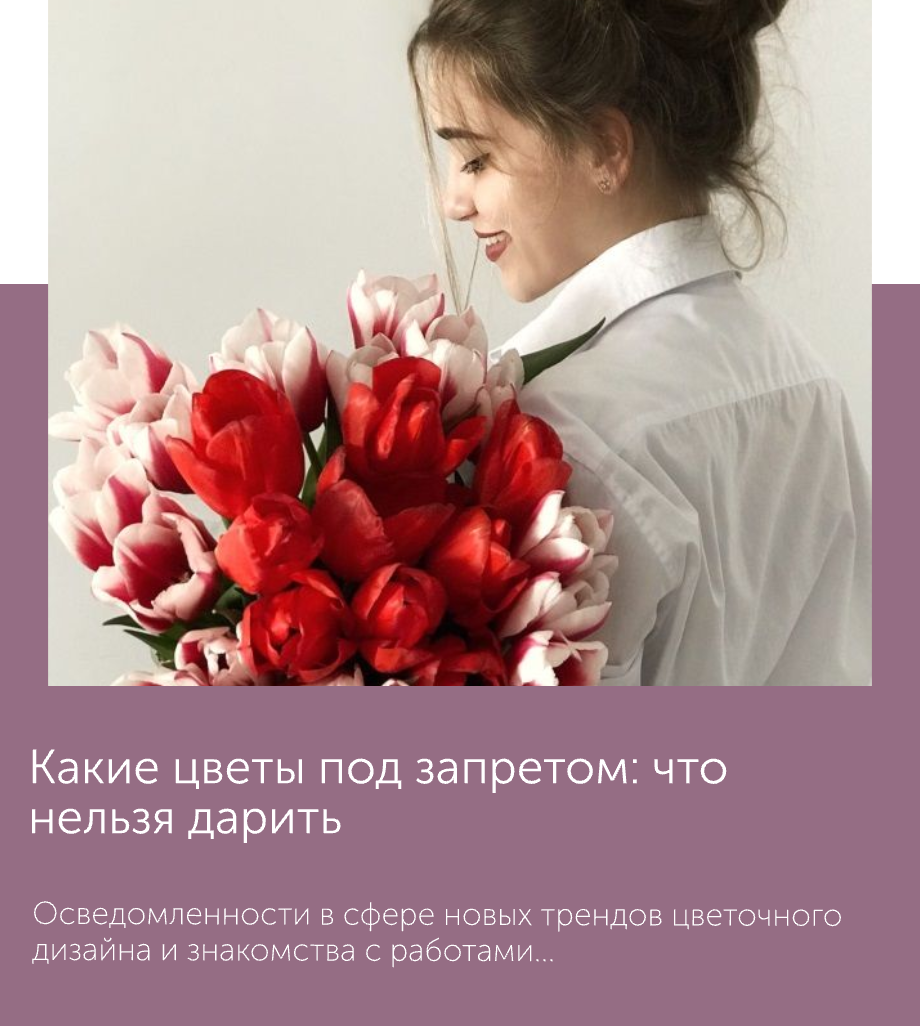 Какие цветы под запретом: что
нельзя дарить
Осведомленности в сфере новых трендов цветочного
дизайна и знакомства с работами...